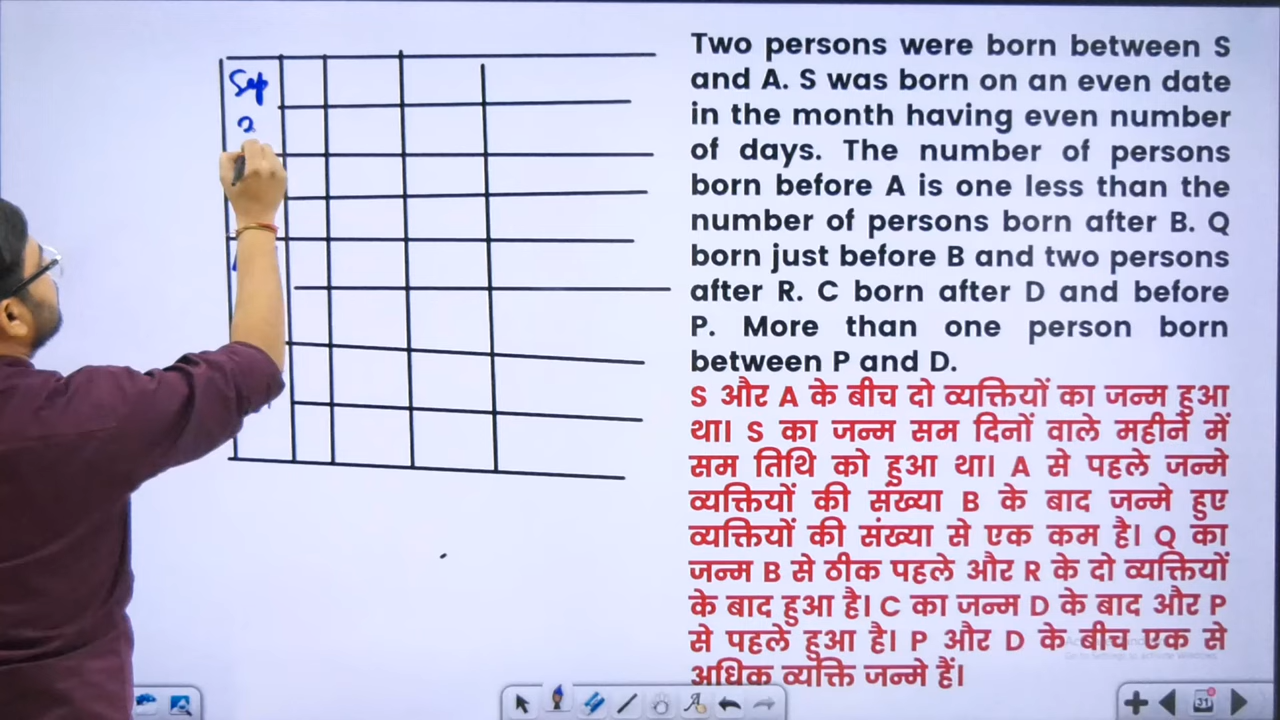 Sep
2
Two persons were born between S
and A. S was born on an even date
in the month having even number
of days. The number of persons
born before A is one less than the
number of persons born after B. Q
born just before B and two persons
after R. C born after D and before
P. More than one person born
between P and D.
S और A के बीच दो व्यक्तियों का जन्म हुआ
था। S का जन्म सम दिनों वाले महीने में
सम तिथि को हुआ था। A से पहले जन्मे
व्यक्तियों की संख्या B के बाद जन्मे हुए
व्यक्तियों की संख्या से एक कम है। Q का
जन्म B से ठीक पहले और R के दो व्यक्तियों
के बाद हुआ है। C का जन्म D के बाद और P
से पहले हुआ है। P और D के बीच एक से
अधिक व्यक्ति जन्मे हैं।
31